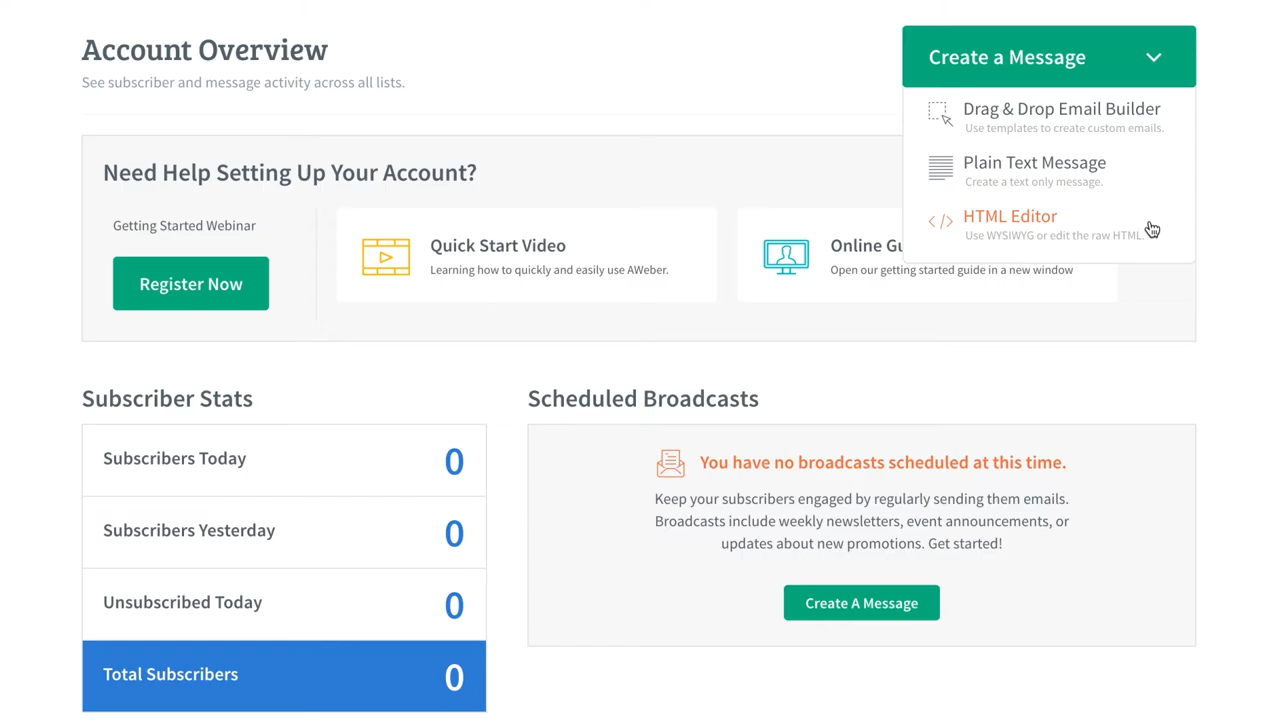 Account Overview
See subscriber and message activity across all lists.
Create a Message
Drag & Drop Email Builder
Use templates to create custom emails.
Plain Text Message
Create a text only message.
HTML Editor
Use WYSIWYG or edit the raw HTML.
Need Help Setting Up Your Account?
Getting Started Webinar
Register Now
Quick Start Video
Learning how to quickly and easily use AWeber.
Online Gu
Open our getting started guide in a new window
Subscriber Stats
Subscribers Today 0
Subscribers Yesterday 0
Unsubscribed Today 0
Total Subscribers 0
Scheduled Broadcasts
You have no broadcasts scheduled at this time.
Keep your subscribers engaged by regularly sending them emails.
Broadcasts include weekly newsletters, event announcements, or
updates about new promotions. Get started!
Create A Message